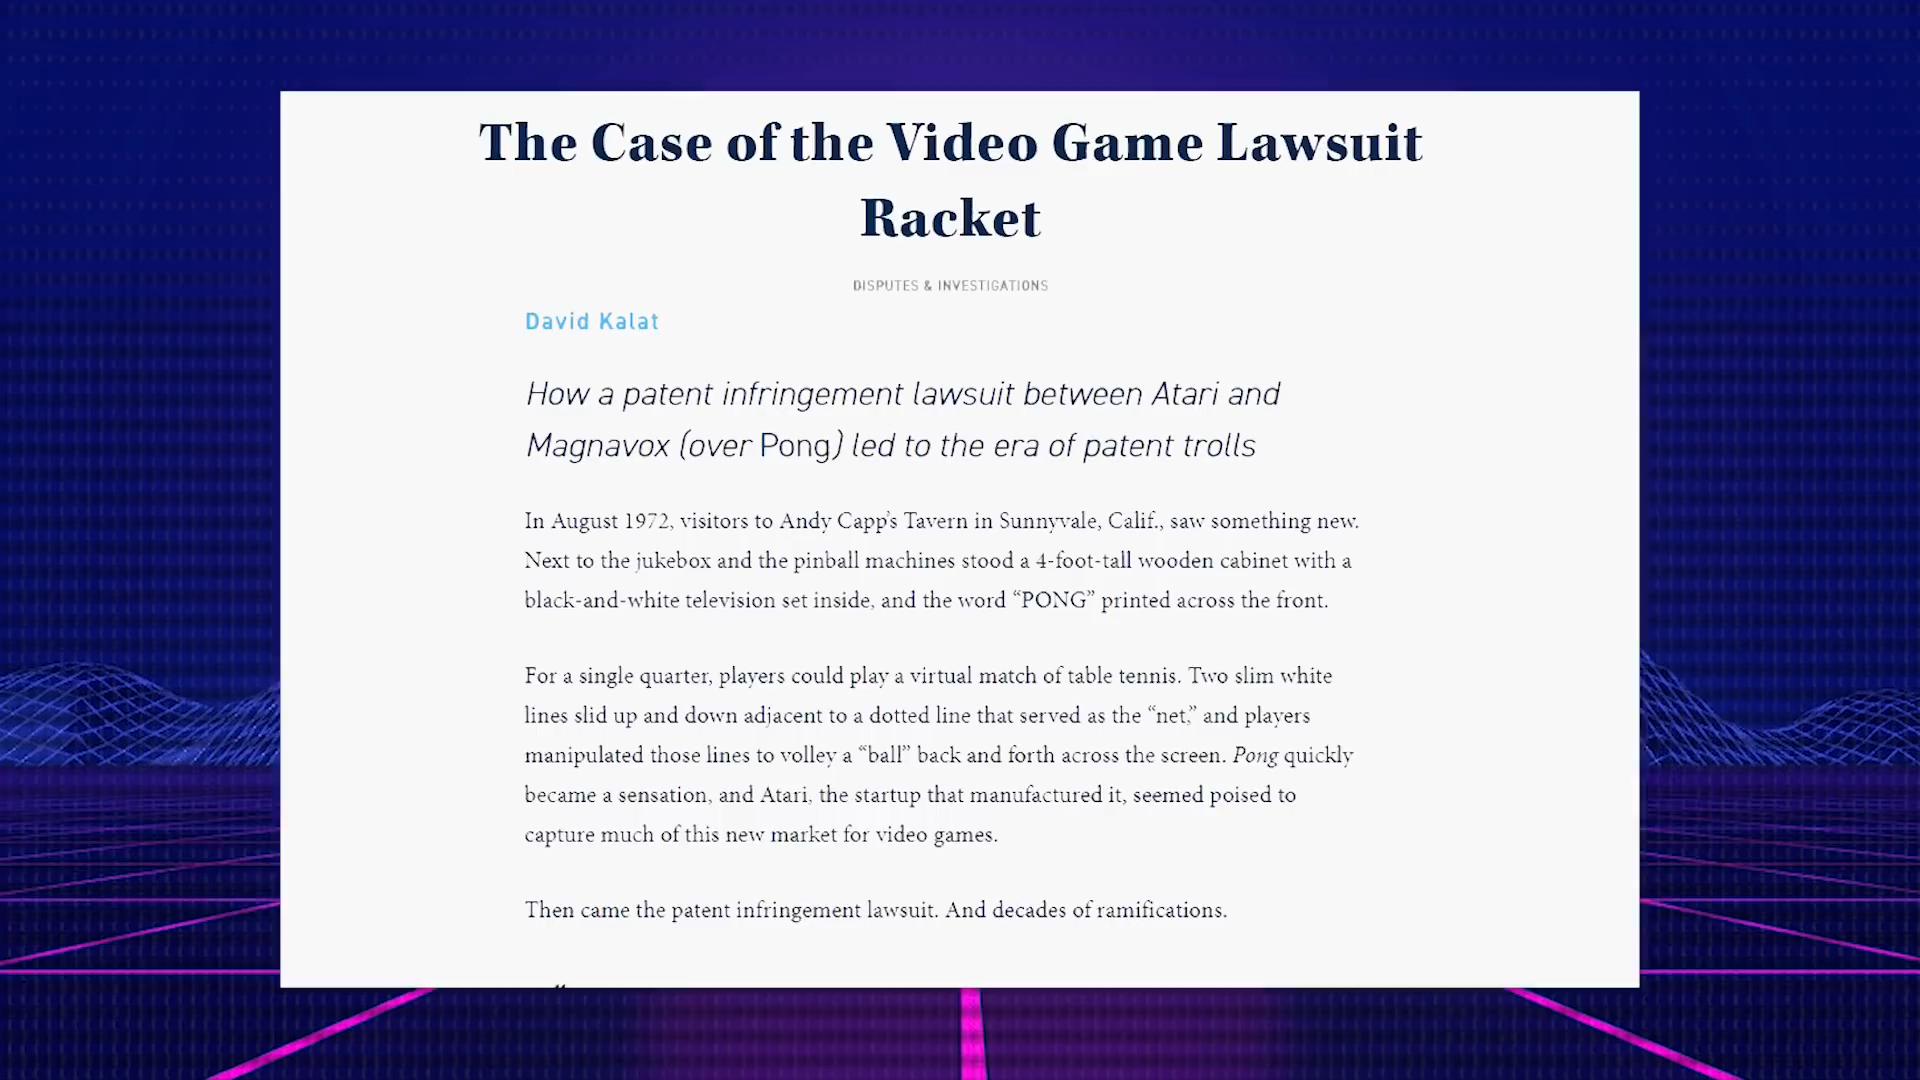 The Case of the Video Game Lawsuit
Racket
DISPUTES & INVESTIGATIONS
David Kalat
How a patent infringement lawsuit between Atari and
Magnavox (over Pong) led to the era of patent trolls
In August 1972, visitors to Andy Capp’s Tavern in Sunnyvale, Calif., saw something new.
Next to the jukebox and the pinball machines stood a 4-foot-tall wooden cabinet with a
black-and-white television set inside, and the word “PONG” printed across the front.
For a single quarter, players could play a virtual match of table tennis. Two slim white
lines slid up and down adjacent to a dotted line that served as the “net,” and players
manipulated those lines to volley a “ball” back and forth across the screen. Pong quickly
became a sensation, and Atari, the startup that manufactured it, seemed poised to
capture much of this new market for video games.
Then came the patent infringement lawsuit. And decades of ramifications.